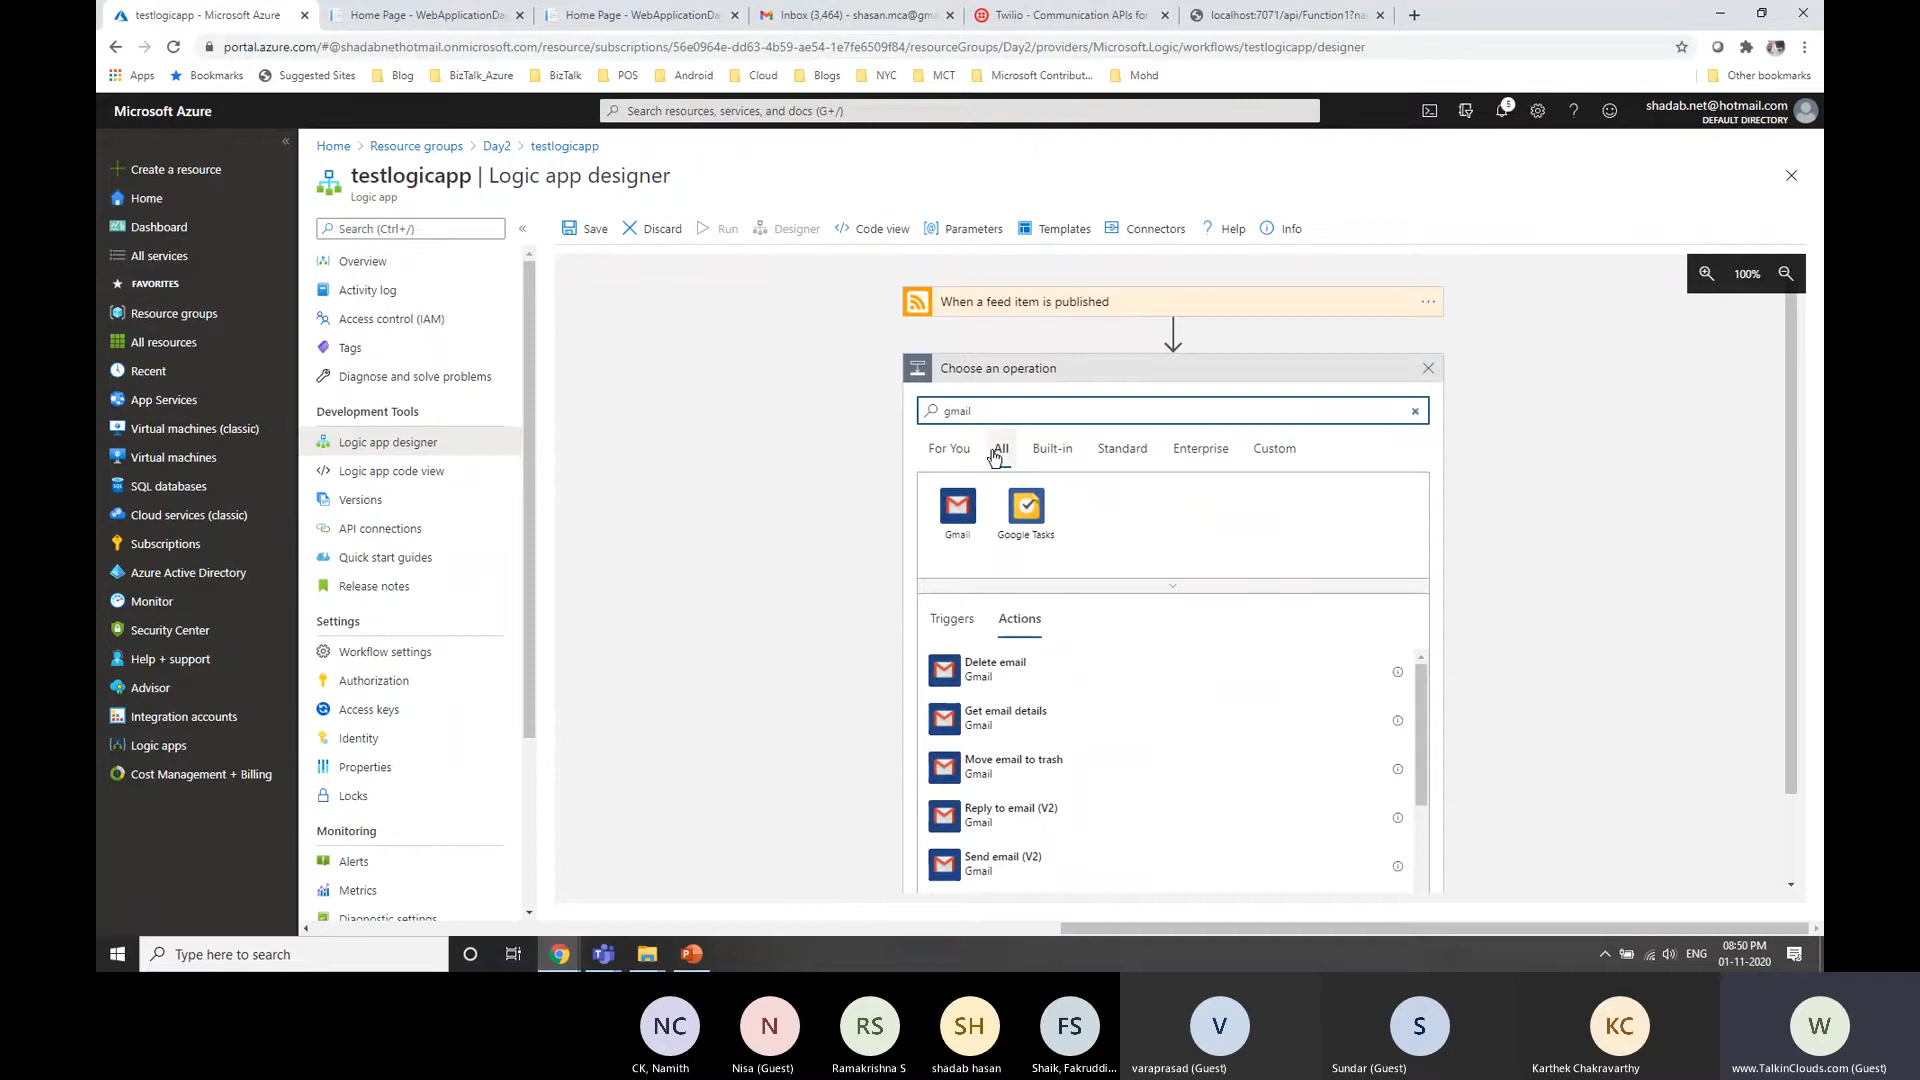 testlogicapp - Microsoft Azure
Home Page - WebApplicationDa
Home Page - WebApplicationDa
Inbox (3,464) - shasan.mca@gm
Twilio - Communication APIs for
localhost:7071/api/Function1?na
portal.azure.com/#@shadabnethotmail.onmicrosoft.com/resource/subscriptions/56e0964e-dd63-4b59-ae54-1e7fe6509f84/resourceGroups/Day2/providers/Microsoft.Logic/workflows/testlogicapp/designer
Apps Bookmarks Suggested Sites Blog BizTalk_Azure BizTalk POS Android Cloud Blogs NYC MCT Microsoft Contribut... Mohd Other bookmarks
Microsoft Azure
Search resources, services, and docs (G+/)
5
shadab.net@hotmail.com
DEFAULT DIRECTORY
Create a resource
Home
Dashboard
All services
FAVORITES
Resource groups
All resources
Recent
App Services
Virtual machines (classic)
Virtual machines
SQL databases
Cloud services (classic)
Subscriptions
Azure Active Directory
Monitor
Security Center
Help + support
Advisor
Integration accounts
Logic apps
Cost Management + Billing
Home > Resource groups > Day2 > testlogicapp
testlogicapp | Logic app designer
Logic app
Search (Ctrl+/)
Overview
Activity log
Access control (IAM)
Tags
Diagnose and solve problems
Development Tools
Logic app designer
Logic app code view
Versions
API connections
Quick start guides
Release notes
Settings
Workflow settings
Authorization
Access keys
Identity
Properties
Locks
Monitoring
Alerts
Metrics
Diagnostic settings
Save Discard Run Designer Code view Parameters Templates Connectors Help Info
100%
When a feed item is published
Choose an operation
gmail
For You All Built-in Standard Enterprise Custom
Gmail
Google Tasks
Triggers Actions
Delete email
Gmail
Get email details
Gmail
Move email to trash
Gmail
Reply to email (V2)
Gmail
Send email (V2)
Gmail
Type here to search
ENG
08:50 PM
01-11-2020
NC N RS SH FS V S KC W
CK, Namith
Nisa (Guest)
Ramakrishna S
shadab hasan
Shaik, Fakruddi...
varaprasad (Guest)
Sundar (Guest)
Karthek Chakravarthy
www.TalkinClouds.com (Guest)